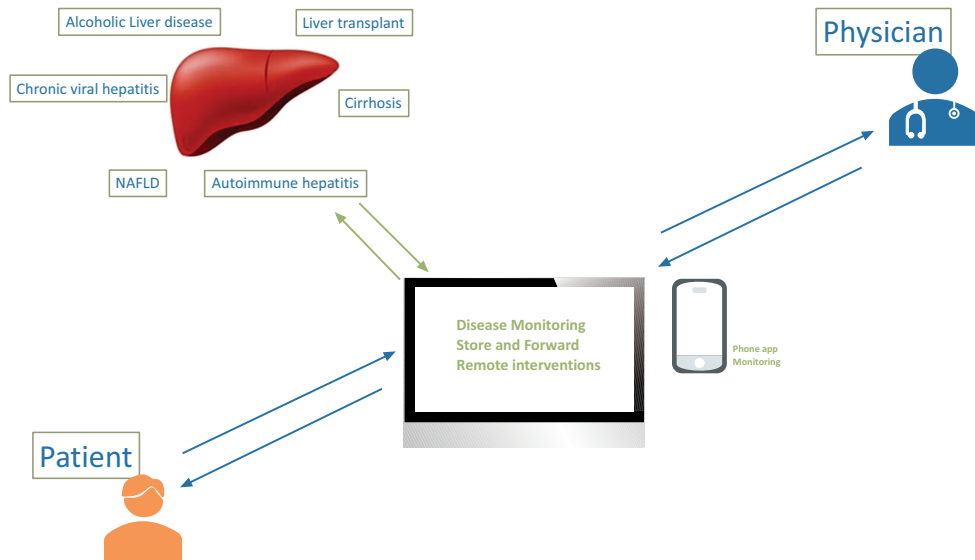 Alcoholic Liver disease
Liver transplant
Physician
Chronic viral hepatitis
Cirrhosis
NAFLD
Autoimmune hepatitis
Disease Monitoring
Store and Forward
Remote interventions
Phone app
Monitoring
Patient